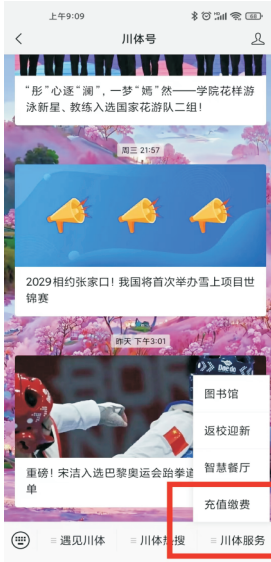 上午9:09
68
川体号
“彤”心逐“澜”，一梦“嫣”然——学院花样游
泳新星、教练入选国家花游队二组！
周三 21:57
2029相约张家口！我国将首次举办雪上项目世
锦赛
昨天 下午3:01
Daedo
重磅！宋洁入选巴黎奥运会跆拳道
单
图书馆
返校迎新
智慧餐厅
充值缴费
遇见川体
川体热搜
川体服务